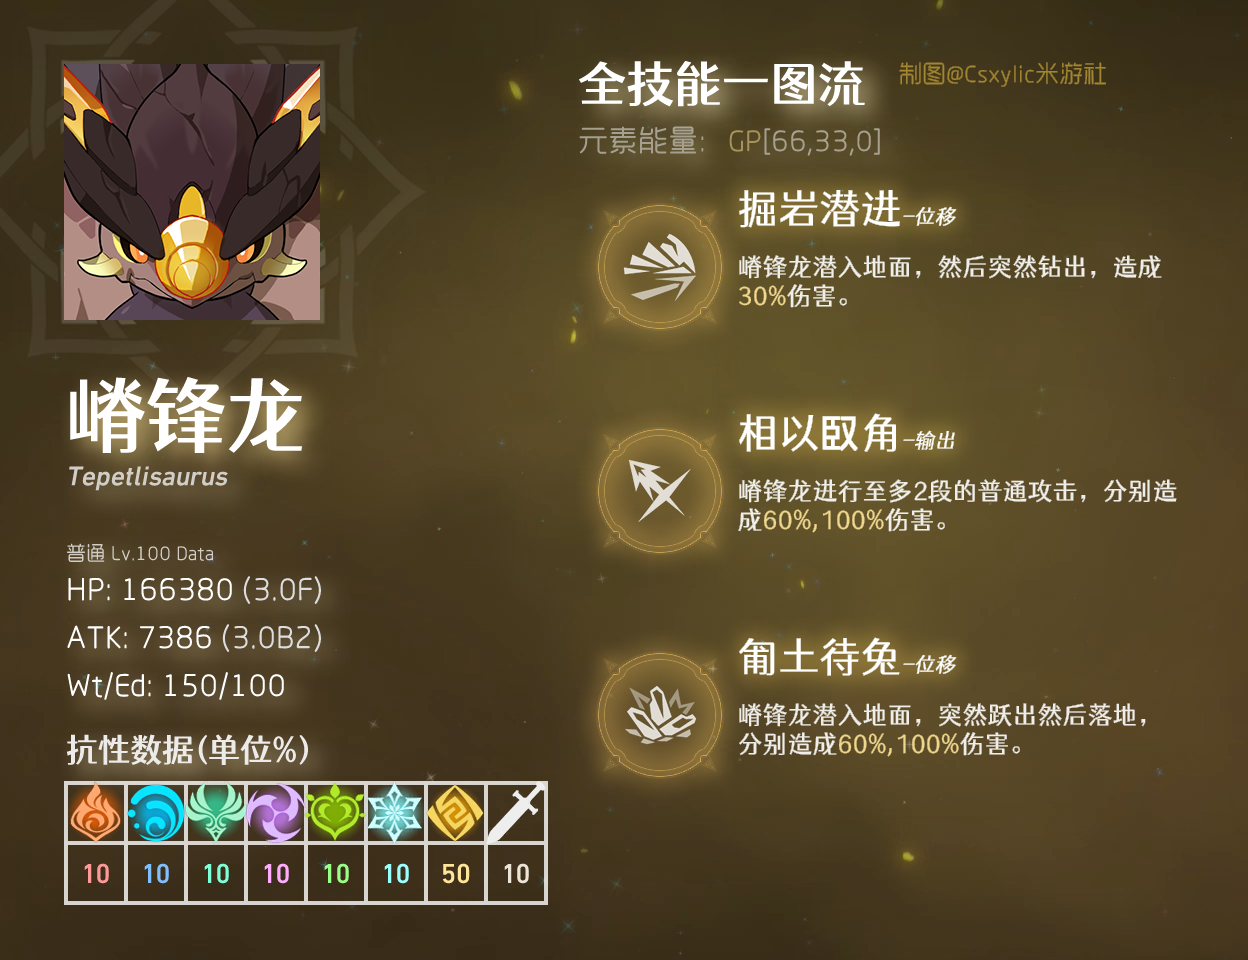 全技能一图流
制图@Csxylic米游社
元素能量: GP[66,33,0]
掘岩潜进-位移
嵴锋龙潜入地面，然后突然钻出，造成
30%伤害。
嵴锋龙
Tepetlisaurus
相以馭角-输出
嵴锋龙进行至多2段的普通攻击，分别造
成60%,100%伤害。
普通 Lv.100 Data
HP: 166380 (3.0F)
ATK: 7386 (3.0B2)
Wt/Ed: 150/100
匍土待兔-位移
嵴锋龙潜入地面，突然跃出然后落地，
分别造成60%,100%伤害。
抗性数据(单位%)
10 10 10 10 10 10 50 10